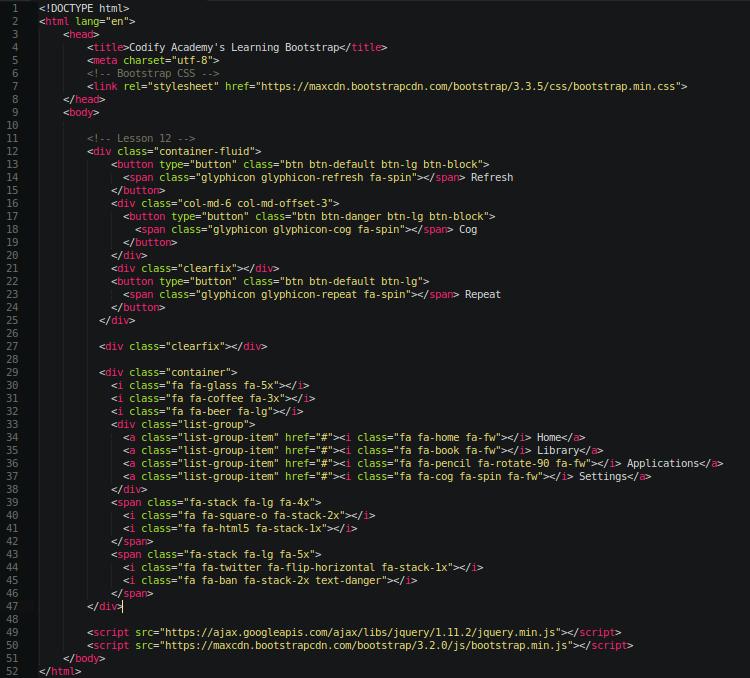 1 <!DOCTYPE html>
2 <html lang="en">
3 <head>
4 <title>Codify Academy's Learning Bootstrap</title>
5 <meta charset="utf-8">
6 <!-- Bootstrap CSS -->
7 <link rel="stylesheet" href="https://maxcdn.bootstrapcdn.com/bootstrap/3.3.5/css/bootstrap.min.css">
8 </head>
9 <body>
10
11 <!-- Lesson 12 -->
12 <div class="container-fluid">
13 <button type="button" class="btn btn-default btn-lg btn-block">
14 <span class="glyphicon glyphicon-refresh fa-spin"></span> Refresh
15 </button>
16 <div class="col-md-6 col-md-offset-3">
17 <button type="button" class="btn btn-danger btn-lg btn-block">
18 <span class="glyphicon glyphicon-cog fa-spin"></span> Cog
19 </button>
20 </div>
21 <div class="clearfix"></div>
22 <button type="button" class="btn btn-default btn-lg">
23 <span class="glyphicon glyphicon-repeat fa-spin"></span> Repeat
24 </button>
25 </div>
26
27 <div class="clearfix"></div>
28
29 <div class="container">
30 <i class="fa fa-glass fa-5x"></i>
31 <i class="fa fa-coffee fa-3x"></i>
32 <i class="fa fa-beer fa-lg"></i>
33 <div class="list-group">
34 <a class="list-group-item" href="#"><i class="fa fa-home fa-fw"></i> Home</a>
35 <a class="list-group-item" href="#"><i class="fa fa-book fa-fw"></i> Library</a>
36 <a class="list-group-item" href="#"><i class="fa fa-pencil fa-rotate-90 fa-fw"></i> Applications</a>
37 <a class="list-group-item" href="#"><i class="fa fa-cog fa-spin fa-fw"></i> Settings</a>
38 </div>
39 <span class="fa-stack fa-lg fa-4x">
40 <i class="fa fa-square-o fa-stack-2x"></i>
41 <i class="fa fa-html5 fa-stack-1x"></i>
42 </span>
43 <span class="fa-stack fa-lg fa-5x">
44 <i class="fa fa-twitter fa-flip-horizontal fa-stack-1x"></i>
45 <i class="fa fa-ban fa-stack-2x text-danger"></i>
46 </span>
47 </div>
48
49 <script src="https://ajax.googleapis.com/ajax/libs/jquery/1.11.2/jquery.min.js"></script>
50 <script src="https://maxcdn.bootstrapcdn.com/bootstrap/3.2.0/js/bootstrap.min.js"></script>
51 </body>
52 </html>